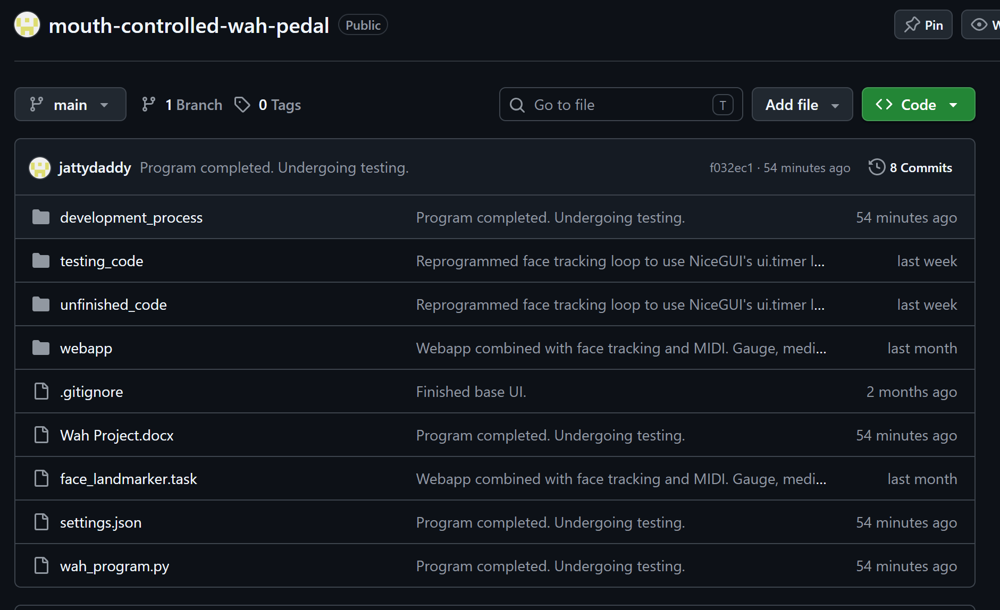 mouth-controlled-wah-pedal Public Pin
main 1 Branch 0 Tags Go to file T Add file Code
jattydaddy Program completed. Undergoing testing. f032ec1 · 54 minutes ago 8 Commits
development_process Program completed. Undergoing testing. 54 minutes ago
testing_code Reprogrammed face tracking loop to use NiceGUI's ui.timer l... last week
unfinished_code Reprogrammed face tracking loop to use NiceGUI's ui.timer l... last week
webapp Webapp combined with face tracking and MIDI. Gauge, medi... last month
.gitignore Finished base UI. 2 months ago
Wah Project.docx Program completed. Undergoing testing. 54 minutes ago
face_landmarker.task Webapp combined with face tracking and MIDI. Gauge, medi... last month
settings.json Program completed. Undergoing testing. 54 minutes ago
wah_program.py Program completed. Undergoing testing. 54 minutes ago